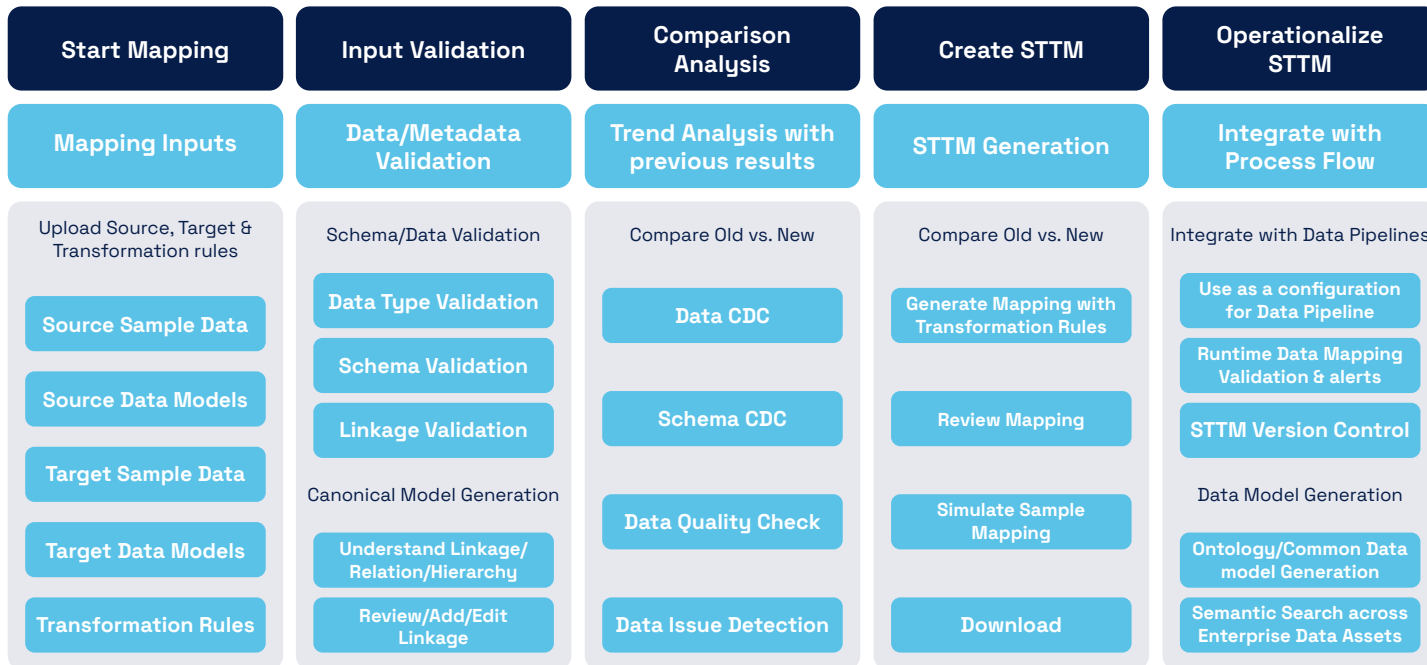 Start Mapping
Mapping Inputs
Upload Source, Target &
Transformation rules
Source Sample Data
Source Data Models
Target Sample Data
Target Data Models
Transformation Rules
Input Validation
Data/Metadata
Validation
Schema/Data Validation
Data Type Validation
Schema Validation
Linkage Validation
Canonical Model Generation
Understand Linkage/
Relation/Hierarchy
Review/Add/Edit
Linkage
Comparison
Analysis
Trend Analysis with
previous results
Compare Old vs. New
Data CDC
Schema CDC
Data Quality Check
Data Issue Detection
Create STTM
STTM Generation
Compare Old vs. New
Generate Mapping with
Transformation Rules
Review Mapping
Simulate Sample
Mapping
Download
Operationalize
STTM
Integrate with
Process Flow
Integrate with Data Pipelines
Use as a configuration
for Data Pipeline
Runtime Data Mapping
Validation & alerts
STTM Version Control
Data Model Generation
Ontology/Common Data
model Generation
Semantic Search across
Enterprise Data Assets